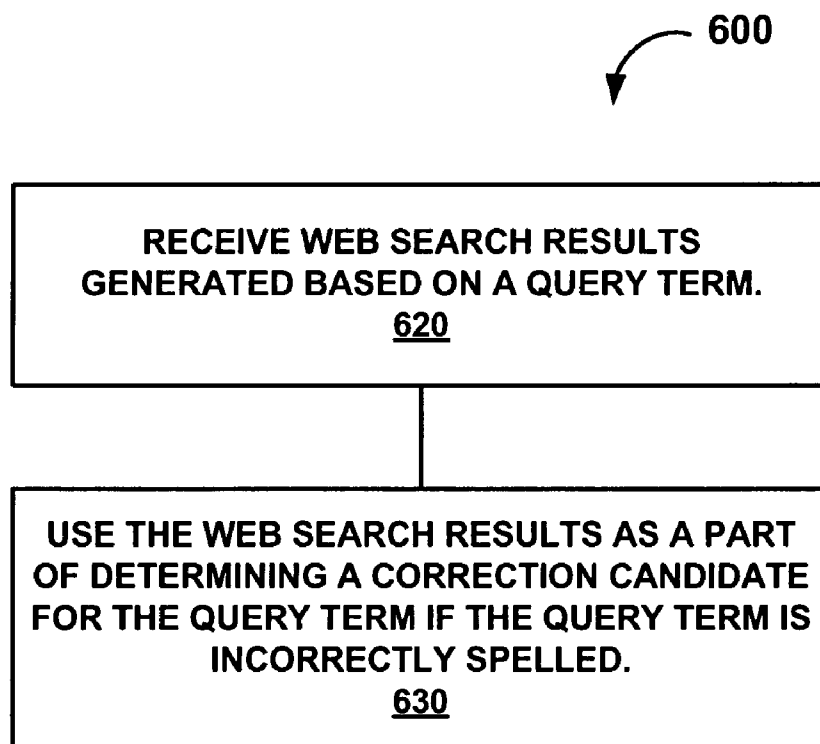 600
RECEIVE WEB SEARCH RESULTS
GENERATED BASED ON A QUERY TERM.
620
USE THE WEB SEARCH RESULTS AS A PART
OF DETERMINING A CORRECTION CANDIDATE
FOR THE QUERY TERM IF THE QUERY TERM IS
INCORRECTLY SPELLED.
630